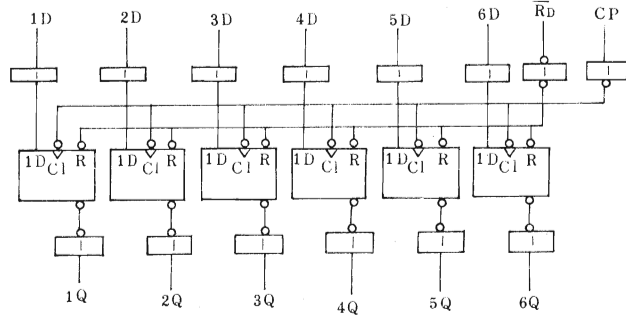 1D 2D 3D 4D 5D 6D R̅D CP
1 1 1 1 1 1 1 1
1D C1 R 1D C1 R 1D C1 R 1D C1 R 1D C1 R 1D C1 R
1 1 1 1 1 1
1Q 2Q 3Q 4Q 5Q 6Q